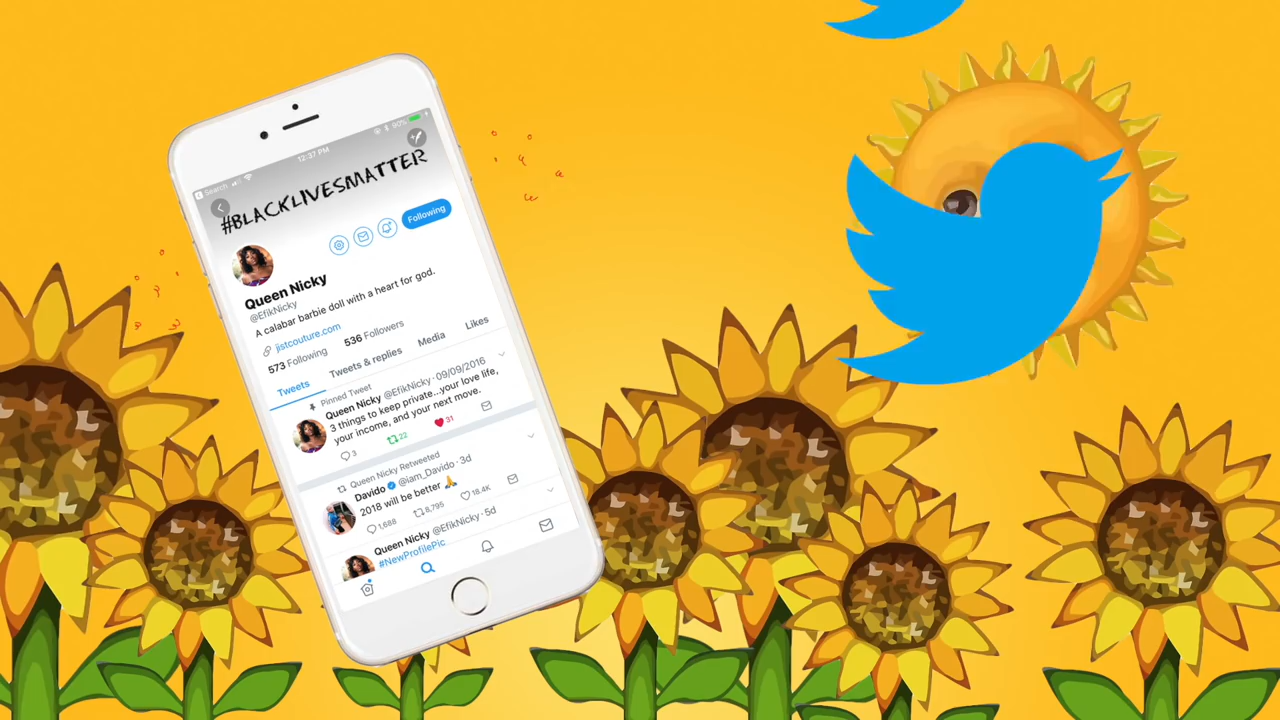 Search
12:37 PM
90%
#BLACKLIVESMATTER
Following
Queen Nicky
@EfikNicky
A calabar barbie doll with a heart for god.
jistcouture.com
573 Following 536 Followers
Tweets Tweets & replies Media Likes
Pinned Tweet
Queen Nicky @EfikNicky · 09/09/2016
3 things to keep private...your love life,
your income, and your next move.
3 22 31
Queen Nicky Retweeted
Davido @iam_Davido · 3d
2018 will be better 🙏
1,688 8,795 18.4K
Queen Nicky @EfikNicky · 5d
#NewProfilePic